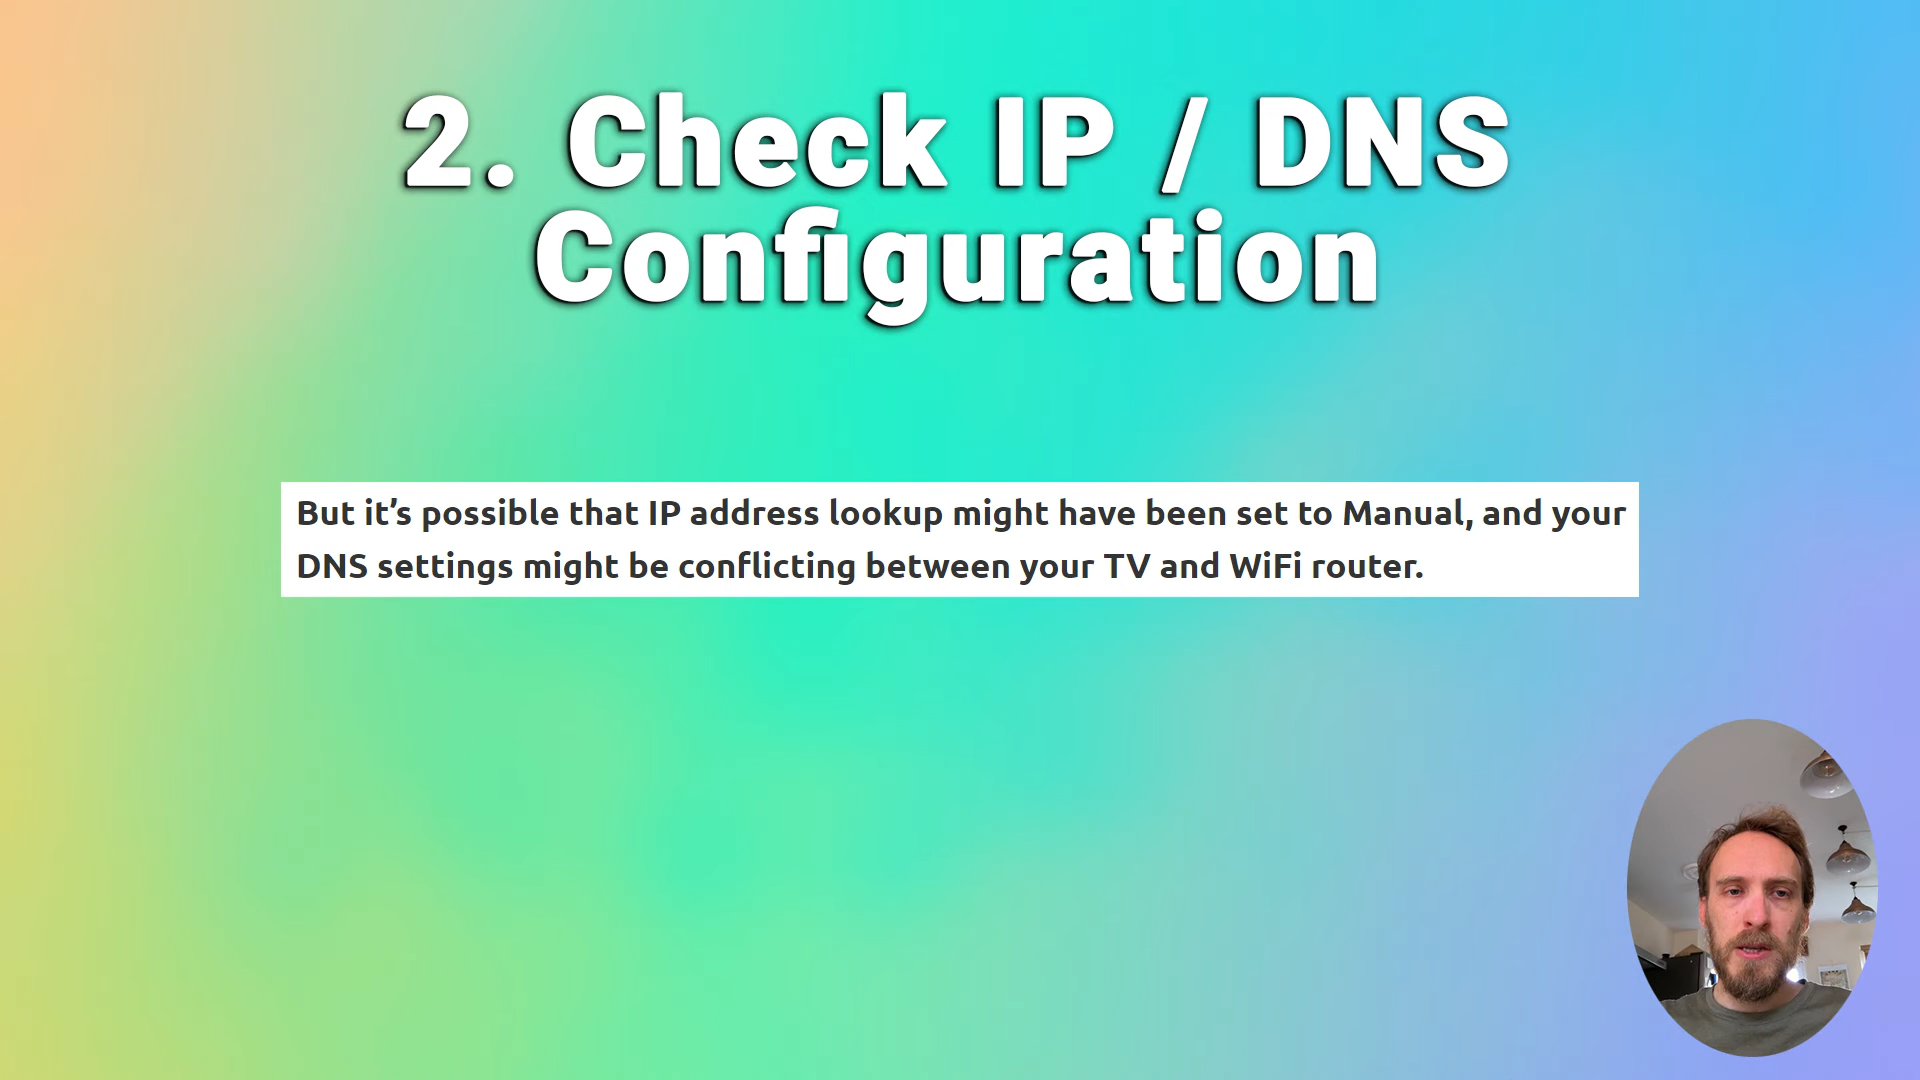 2. Check IP / DNS
Configuration
But it’s possible that IP address lookup might have been set to Manual, and your
DNS settings might be conflicting between your TV and WiFi router.